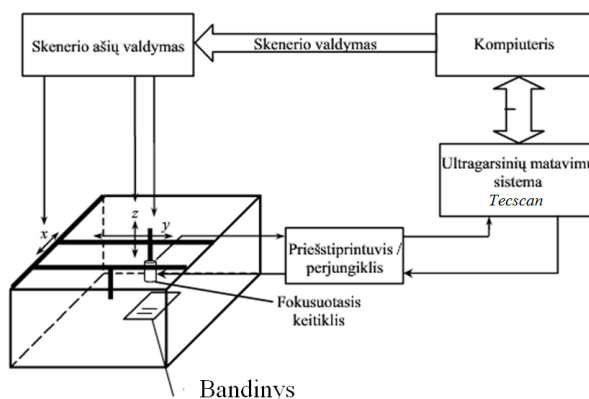 Skenerio ašių valdymas
Skenerio valdymas
Kompiuteris
Ultragarsinių matavimų
sistema
Tecscan
x
z
y
Priešstiprintuvis /
perjungiklis
Fokusuotasis
keitiklis
Bandinys